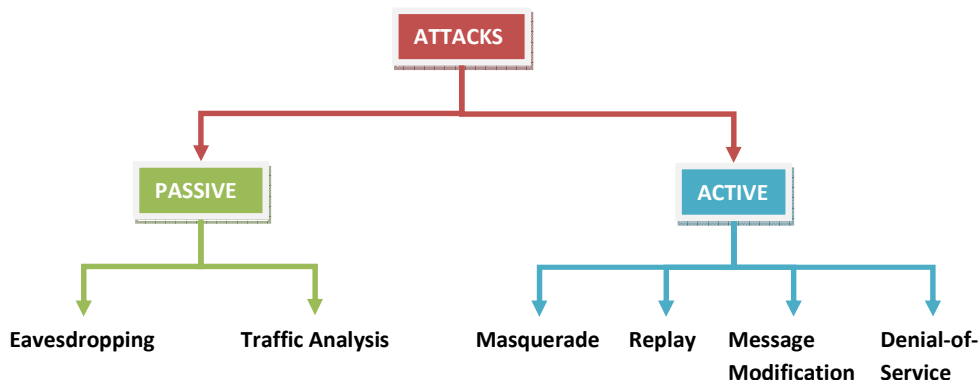 ATTACKS
PASSIVE
ACTIVE
Eavesdropping
Traffic Analysis
Masquerade
Replay
Message
Modification
Denial-of-
Service